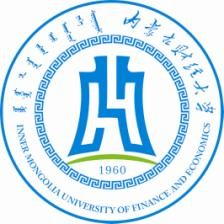 内蒙古财经大学
1960
INNER MONGOLIA UNIVERSITY OF FINANCE AND ECONOMICS